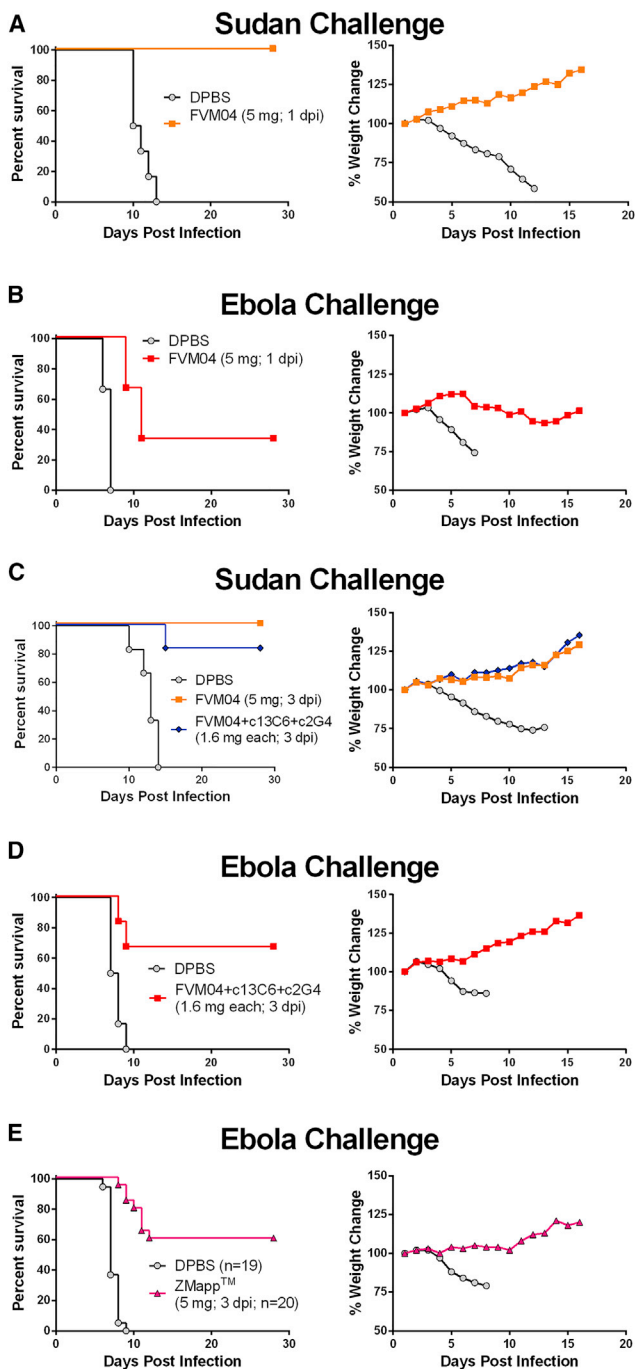 A
Sudan Challenge
Percent survival
100
80
60
40
20
0
0
10
20
30
Days Post Infection
DPBS
FVM04 (5 mg; 1 dpi)
% Weight Change
150
125
100
75
50
0
5
10
15
20
Days Post Infection
B
Ebola Challenge
Percent survival
100
80
60
40
20
0
0
10
20
30
Days Post Infection
DPBS
FVM04 (5 mg; 1 dpi)
% Weight Change
150
125
100
75
50
0
5
10
15
20
Days Post Infection
C
Sudan Challenge
Percent survival
100
80
60
40
20
0
0
10
20
30
Days Post Infection
DPBS
FVM04 (5 mg; 3 dpi)
FVM04+c13C6+c2G4
(1.6 mg each; 3 dpi)
% Weight Change
150
125
100
75
50
0
5
10
15
20
Days Post Infection
D
Ebola Challenge
Percent survival
100
80
60
40
20
0
0
10
20
30
Days Post Infection
DPBS
FVM04+c13C6+c2G4
(1.6 mg each; 3 dpi)
% Weight Change
150
125
100
75
50
0
5
10
15
20
Days Post Infection
E
Ebola Challenge
Percent survival
100
80
60
40
20
0
0
10
20
30
Days Post Infection
DPBS (n=19)
ZMapp™
(5 mg; 3 dpi; n=20)
% Weight Change
150
125
100
75
50
0
5
10
15
20
Days Post Infection